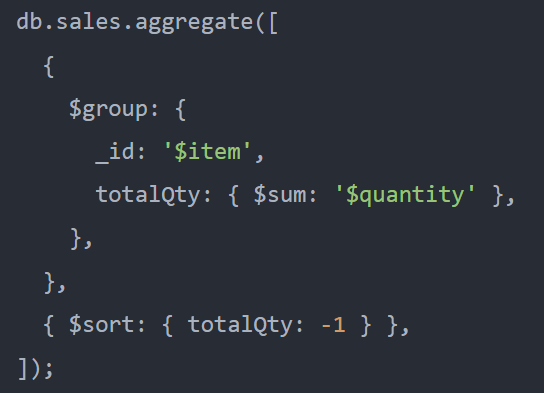 db.sales.aggregate([
  {
    $group: {
      _id: '$item',
      totalQty: { $sum: '$quantity' },
    },
  },
  { $sort: { totalQty: -1 } },
]);